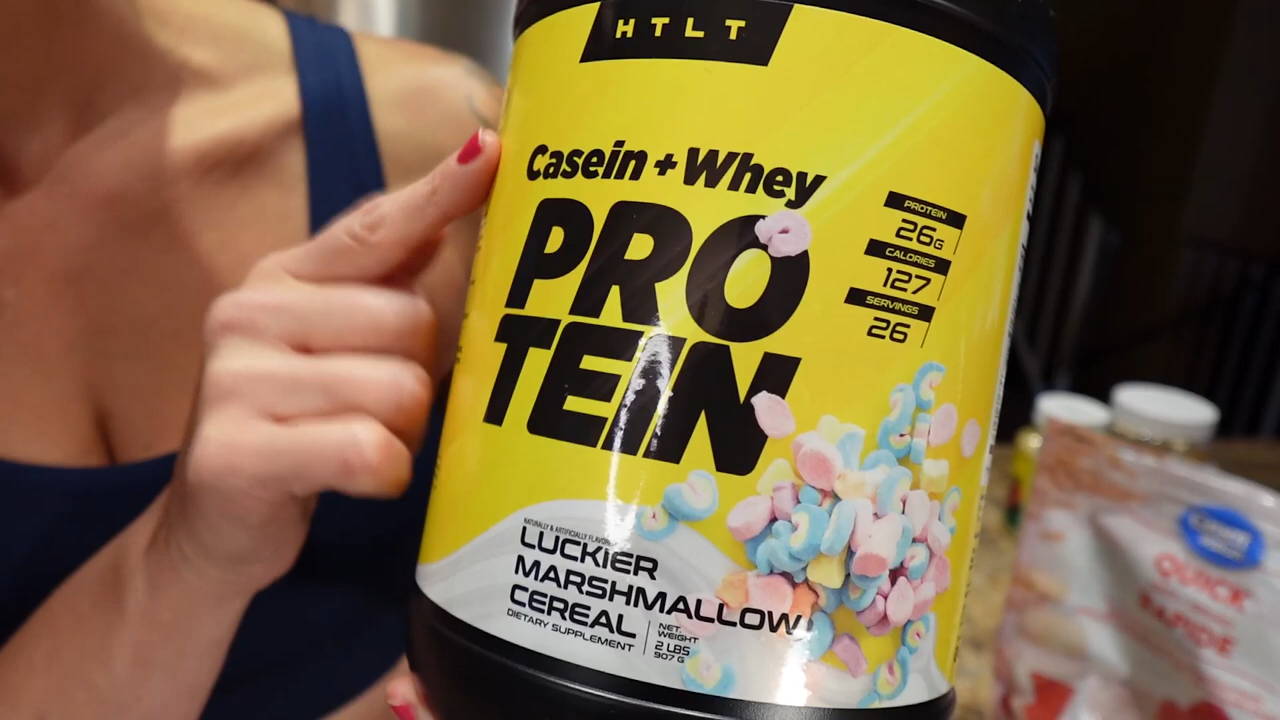 HTLT
Casein + Whey
PRO
TEIN
PROTEIN
26G
CALORIES
127
SERVINGS
26
NATURALLY & ARTIFICIALLY FLAVORED
LUCKIER
MARSHMALLOW
CEREAL
DIETARY SUPPLEMENT
NET.
WEIGHT
2 LBS
907 G
QUICK